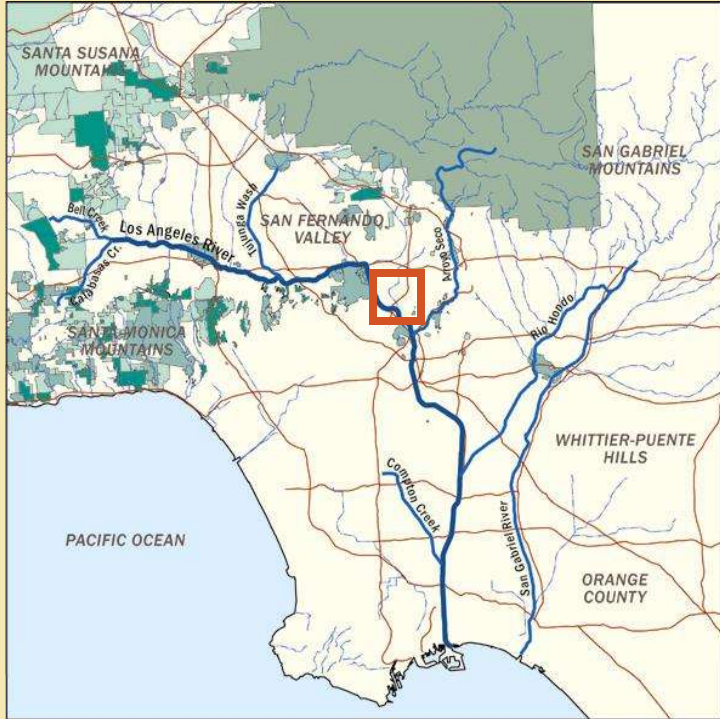 SANTA SUSANA
MOUNTAINS
SAN GABRIEL
MOUNTAINS
Bell Creek
Los Angeles River
Tujunga Wash
SAN FERNANDO
VALLEY
Arroyo Seco
Calabasas Cr.
SANTA MONICA
MOUNTAINS
Rio Hondo
WHITTIER-PUENTE
HILLS
Compton Creek
San Gabriel River
PACIFIC OCEAN
ORANGE
COUNTY